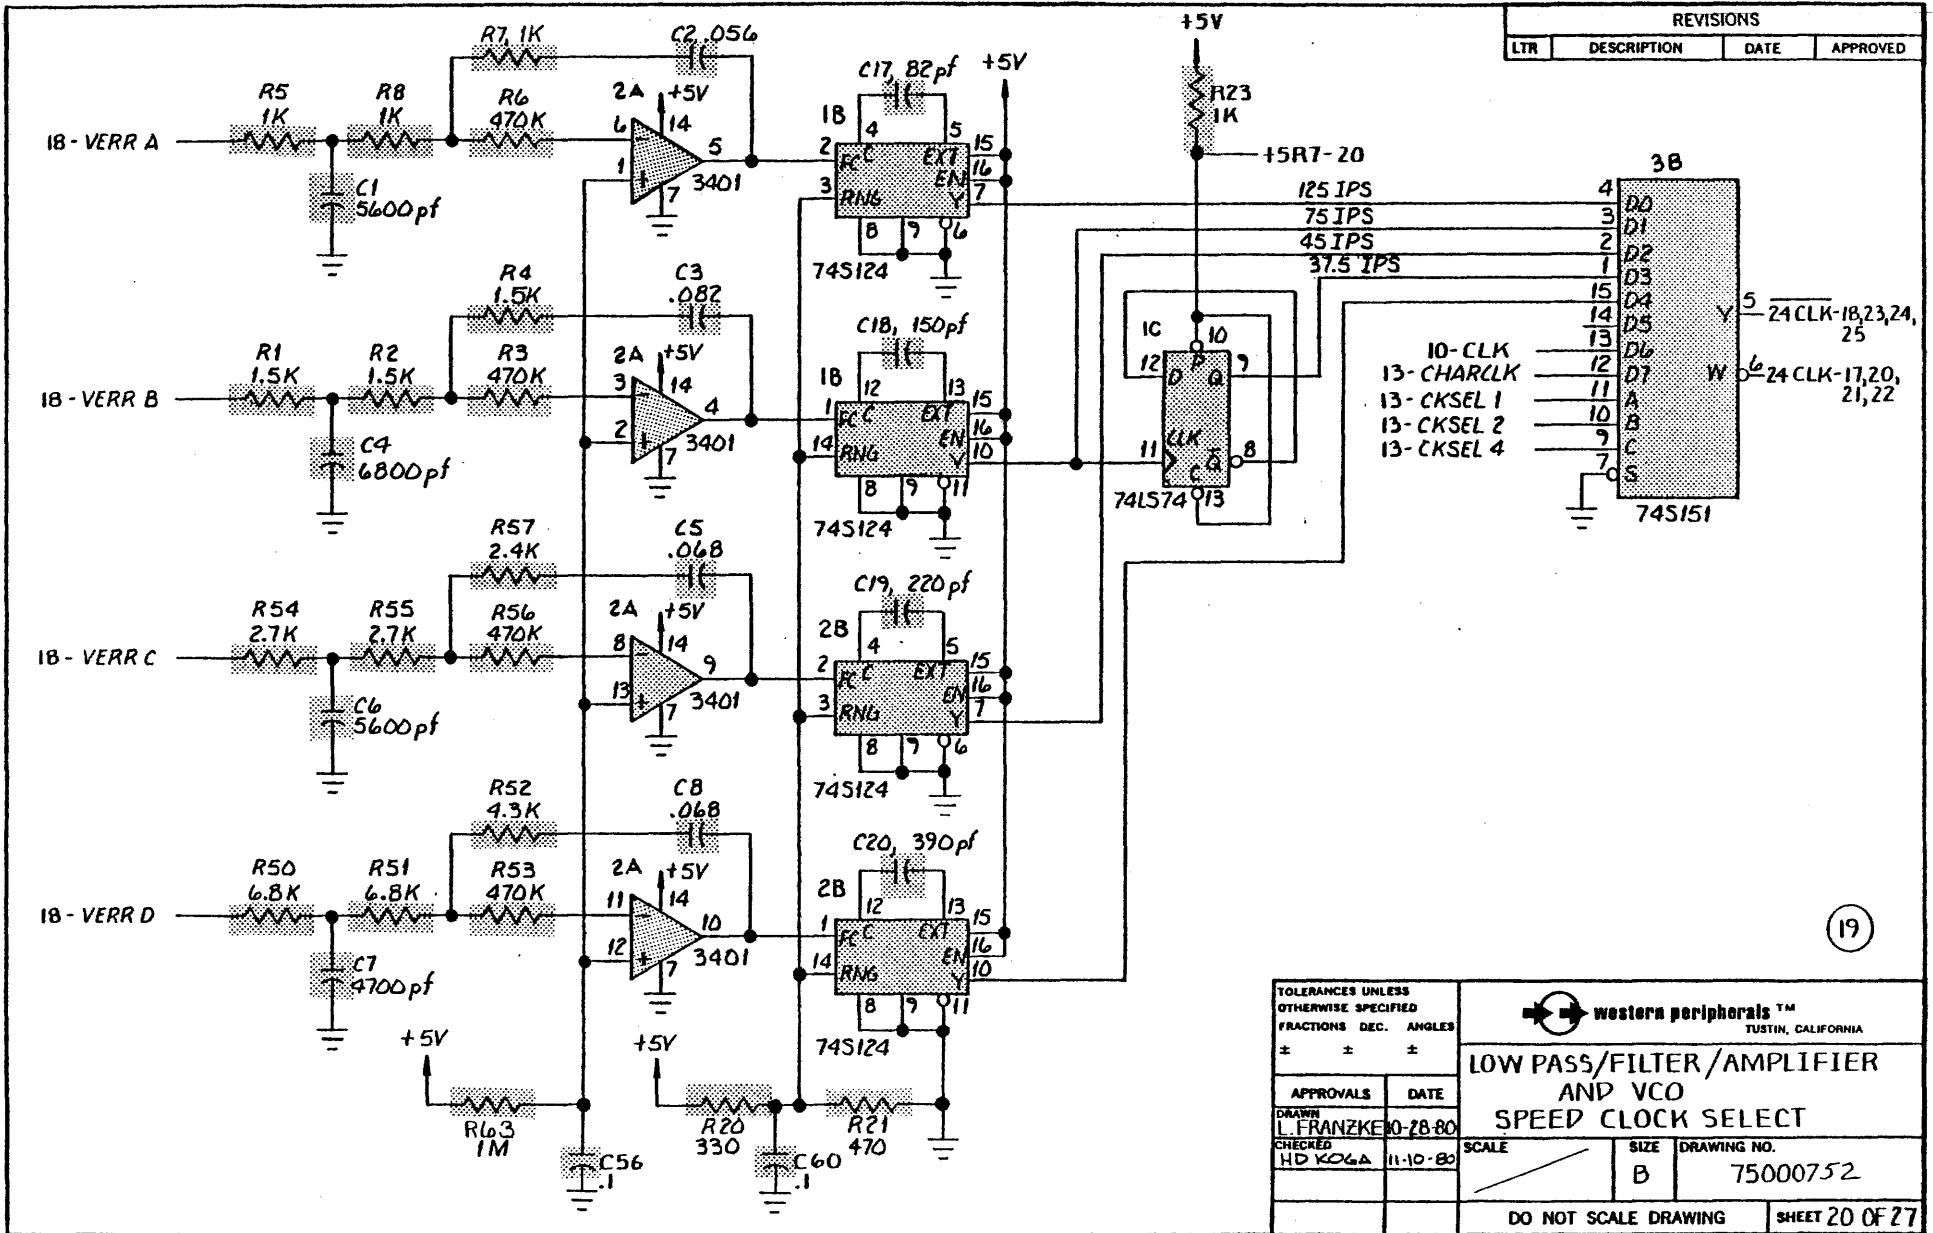 REVISIONS
LTR DESCRIPTION DATE APPROVED
R7, 1K
C2, .056
C17, 82pf
+5V
+5V
R5
1K
R8
1K
R6
470K
2A
+5V
18-VERR A
6
14
5
1
7
3401
C1
5600pf
1B
4
5
2
FC
C
EXT
15
EN
16
3
RNG
Y
7
8
9
6
74S124
R23
1K
+5R7-20
125 IPS
75 IPS
45 IPS
37.5 IPS
3B
4 D0
3 D1
2 D2
1 D3
15 D4
14 D5
10-CLK 13 D6
13-CHARCLK 12 D7
13-CKSEL 1 11 A
13-CKSEL 2 10 B
13-CKSEL 4 9 C
7 S
Y 5 24CLK-18,23,24,
25
W 6 24CLK-17,20,
21,22
74S151
R4
1.5K
C3
.082
C18, 150pf
R1
1.5K
R2
1.5K
R3
470K
2A
+5V
18-VERR B
3
14
4
2
7
3401
C4
6800pf
1B
12
13
1
FC
C
EXT
15
EN
16
14
RNG
Y
10
8
9
11
74S124
1C
10
12
D
P
Q
9
11
CLK
Q
8
C
74LS74
13
R57
2.4K
C5
.068
C19, 220pf
R54
2.7K
R55
2.7K
R56
470K
2A
+5V
18-VERR C
8
14
9
13
7
3401
C6
5600pf
2B
4
5
2
FC
C
EXT
15
EN
16
3
RNG
Y
7
8
9
6
74S124
R52
4.3K
C8
.068
C20, 390pf
R50
6.8K
R51
6.8K
R53
470K
2A
+5V
18-VERR D
11
14
10
12
7
3401
C7
4700pf
2B
12
13
1
FC
C
EXT
15
EN
16
14
RNG
Y
10
8
9
11
74S124
+5V
R63
1M
C56
.1
+5V
R20
330
C60
.1
R21
470
19
TOLERANCES UNLESS
OTHERWISE SPECIFIED
FRACTIONS DEC. ANGLES
± ± ±
APPROVALS DATE
DRAWN
L.FRANZKE 10-28-80
CHECKED
HD KOGA 11-10-80
western peripherals™
TUSTIN, CALIFORNIA
LOW PASS/FILTER/AMPLIFIER
AND VCO
SPEED CLOCK SELECT
SCALE
SIZE
B
DRAWING NO.
75000752
DO NOT SCALE DRAWING
SHEET 20 OF 27